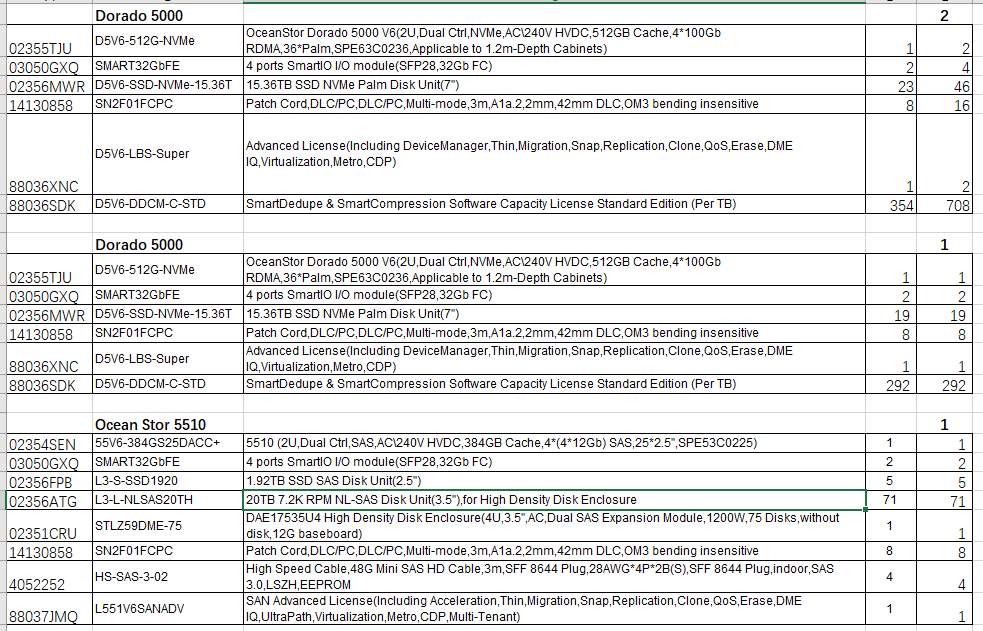 Dorado 5000 2
02355TJU D5V6-512G-NVMe OceanStor Dorado 5000 V6(2U,Dual Ctrl,NVMe,AC\240V HVDC,512GB Cache,4*100Gb
RDMA,36*Palm,SPE63C0236,Applicable to 1.2m-Depth Cabinets) 1 2
03050GXQ SMART32GbFE 4 ports SmartIO I/O module(SFP28,32Gb FC) 2 4
02356MWR D5V6-SSD-NVMe-15.36T 15.36TB SSD NVMe Palm Disk Unit(7") 23 46
14130858 SN2F01FCPC Patch Cord,DLC/PC,DLC/PC,Multi-mode,3m,A1a.2,2mm,42mm DLC,OM3 bending insensitive 8 16
88036XNC D5V6-LBS-Super Advanced License(Including DeviceManager,Thin,Migration,Snap,Replication,Clone,QoS,Erase,DME
IQ,Virtualization,Metro,CDP) 1 2
88036SDK D5V6-DDCM-C-STD SmartDedupe & SmartCompression Software Capacity License Standard Edition (Per TB) 354 708
Dorado 5000 1
02355TJU D5V6-512G-NVMe OceanStor Dorado 5000 V6(2U,Dual Ctrl,NVMe,AC\240V HVDC,512GB Cache,4*100Gb
RDMA,36*Palm,SPE63C0236,Applicable to 1.2m-Depth Cabinets) 1 1
03050GXQ SMART32GbFE 4 ports SmartIO I/O module(SFP28,32Gb FC) 2 2
02356MWR D5V6-SSD-NVMe-15.36T 15.36TB SSD NVMe Palm Disk Unit(7") 19 19
14130858 SN2F01FCPC Patch Cord,DLC/PC,DLC/PC,Multi-mode,3m,A1a.2,2mm,42mm DLC,OM3 bending insensitive 8 8
88036XNC D5V6-LBS-Super Advanced License(Including DeviceManager,Thin,Migration,Snap,Replication,Clone,QoS,Erase,DME
IQ,Virtualization,Metro,CDP) 1 1
88036SDK D5V6-DDCM-C-STD SmartDedupe & SmartCompression Software Capacity License Standard Edition (Per TB) 292 292
Ocean Stor 5510 1
02354SEN 55V6-384GS25DACC+ 5510 (2U,Dual Ctrl,SAS,AC\240V HVDC,384GB Cache,4*(4*12Gb) SAS,25*2.5",SPE53C0225) 1 1
03050GXQ SMART32GbFE 4 ports SmartIO I/O module(SFP28,32Gb FC) 2 2
02356FPB L3-S-SSD1920 1.92TB SSD SAS Disk Unit(2.5") 5 5
02356ATG L3-L-NLSAS20TH 20TB 7.2K RPM NL-SAS Disk Unit(3.5"),for High Density Disk Enclosure 71 71
02351CRU STLZ59DME-75 DAE17535U4 High Density Disk Enclosure(4U,3.5",AC,Dual SAS Expansion Module,1200W,75 Disks,without
disk,12G baseboard) 1 1
14130858 SN2F01FCPC Patch Cord,DLC/PC,DLC/PC,Multi-mode,3m,A1a.2,2mm,42mm DLC,OM3 bending insensitive 8 8
4052252 HS-SAS-3-02 High Speed Cable,48G Mini SAS HD Cable,3m,SFF 8644 Plug,28AWG*4P*2B(S),SFF 8644 Plug,indoor,SAS
3.0,LSZH,EEPROM 4 4
88037JMQ L551V6SANADV SAN Advanced License(Including Acceleration,Thin,Migration,Snap,Replication,Clone,QoS,Erase,DME
IQ,UltraPath,Virtualization,Metro,CDP,Multi-Tenant) 1 1